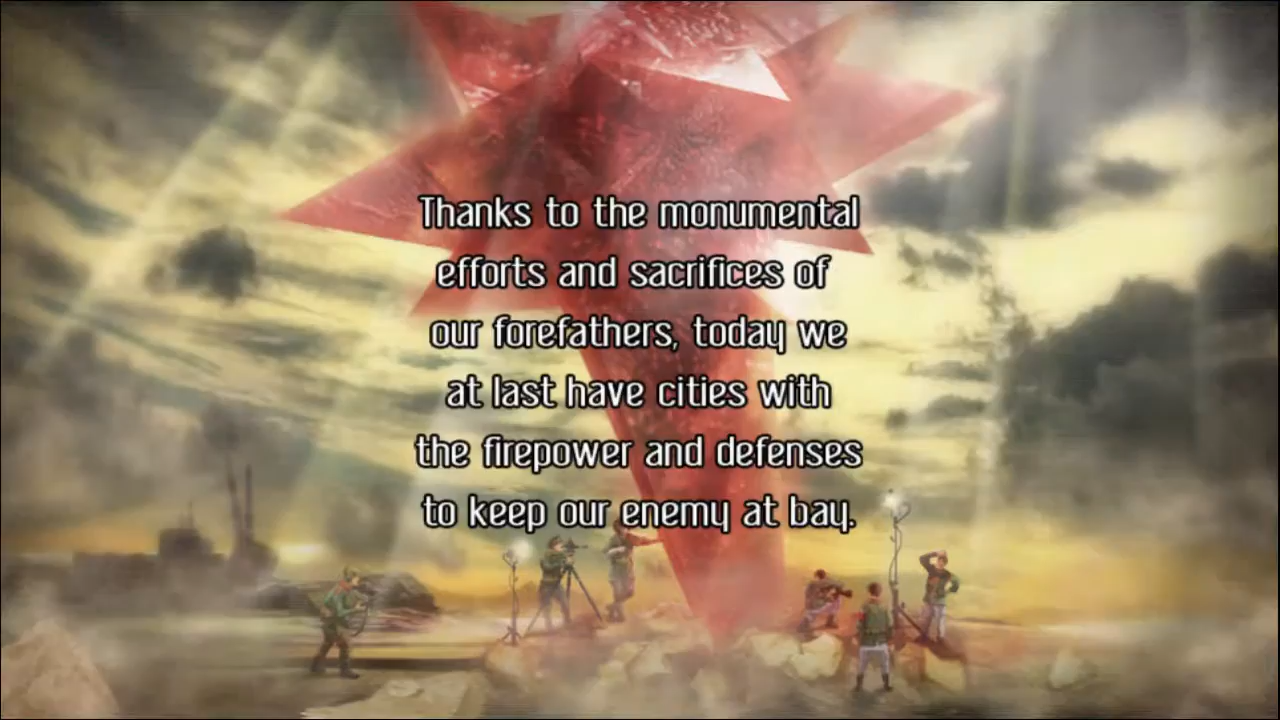 Thanks to the monumental
efforts and sacrifices of
our forefathers, today we
at last have cities with
the firepower and defenses
to keep our enemy at bay.